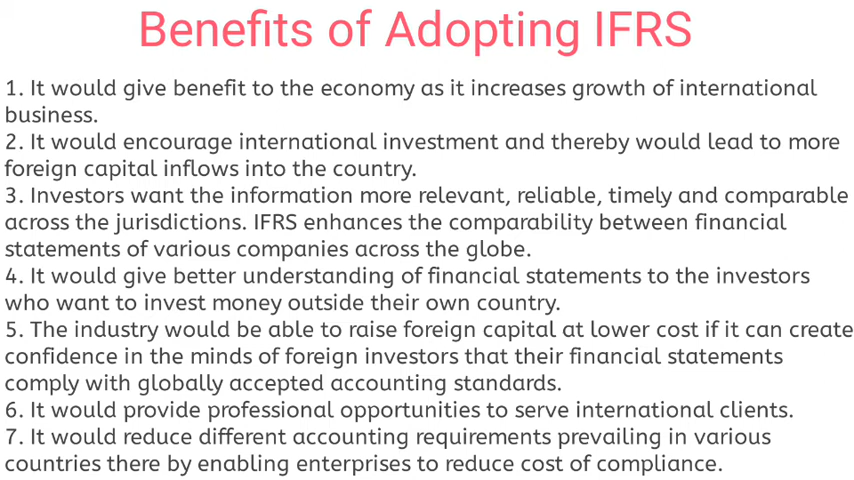 Benefits of Adopting IFRS
1. It would give benefit to the economy as it increases growth of international
business.
2. It would encourage international investment and thereby would lead to more
foreign capital inflows into the country.
3. Investors want the information more relevant, reliable, timely and comparable
across the jurisdictions. IFRS enhances the comparability between financial
statements of various companies across the globe.
4. It would give better understanding of financial statements to the investors
who want to invest money outside their own country.
5. The industry would be able to raise foreign capital at lower cost if it can create
confidence in the minds of foreign investors that their financial statements
comply with globally accepted accounting standards.
6. It would provide professional opportunities to serve international clients.
7. It would reduce different accounting requirements prevailing in various
countries there by enabling enterprises to reduce cost of compliance.